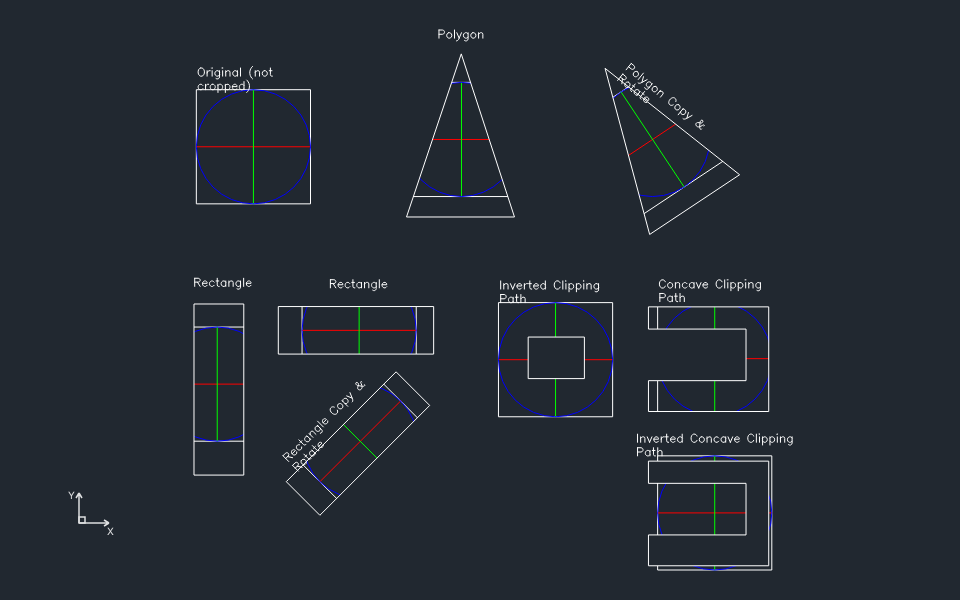 Polygon
Original (not
cropped)
Polygon Copy &
Rotate
Rectangle
Rectangle
Inverted Clipping
Path
Concave Clipping
Path
Rectangle Copy &
Rotate
Inverted Concave Clipping
Path
Y
X